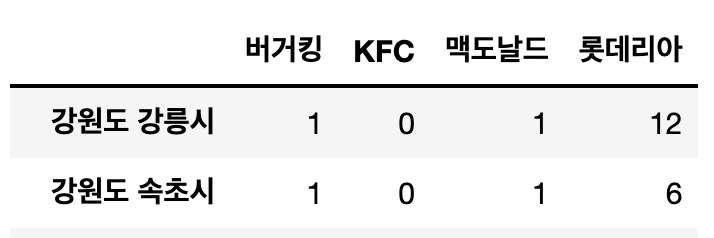 버거킹 KFC 맥도날드 롯데리아
강원도 강릉시 1 0 1 12
강원도 속초시 1 0 1 6